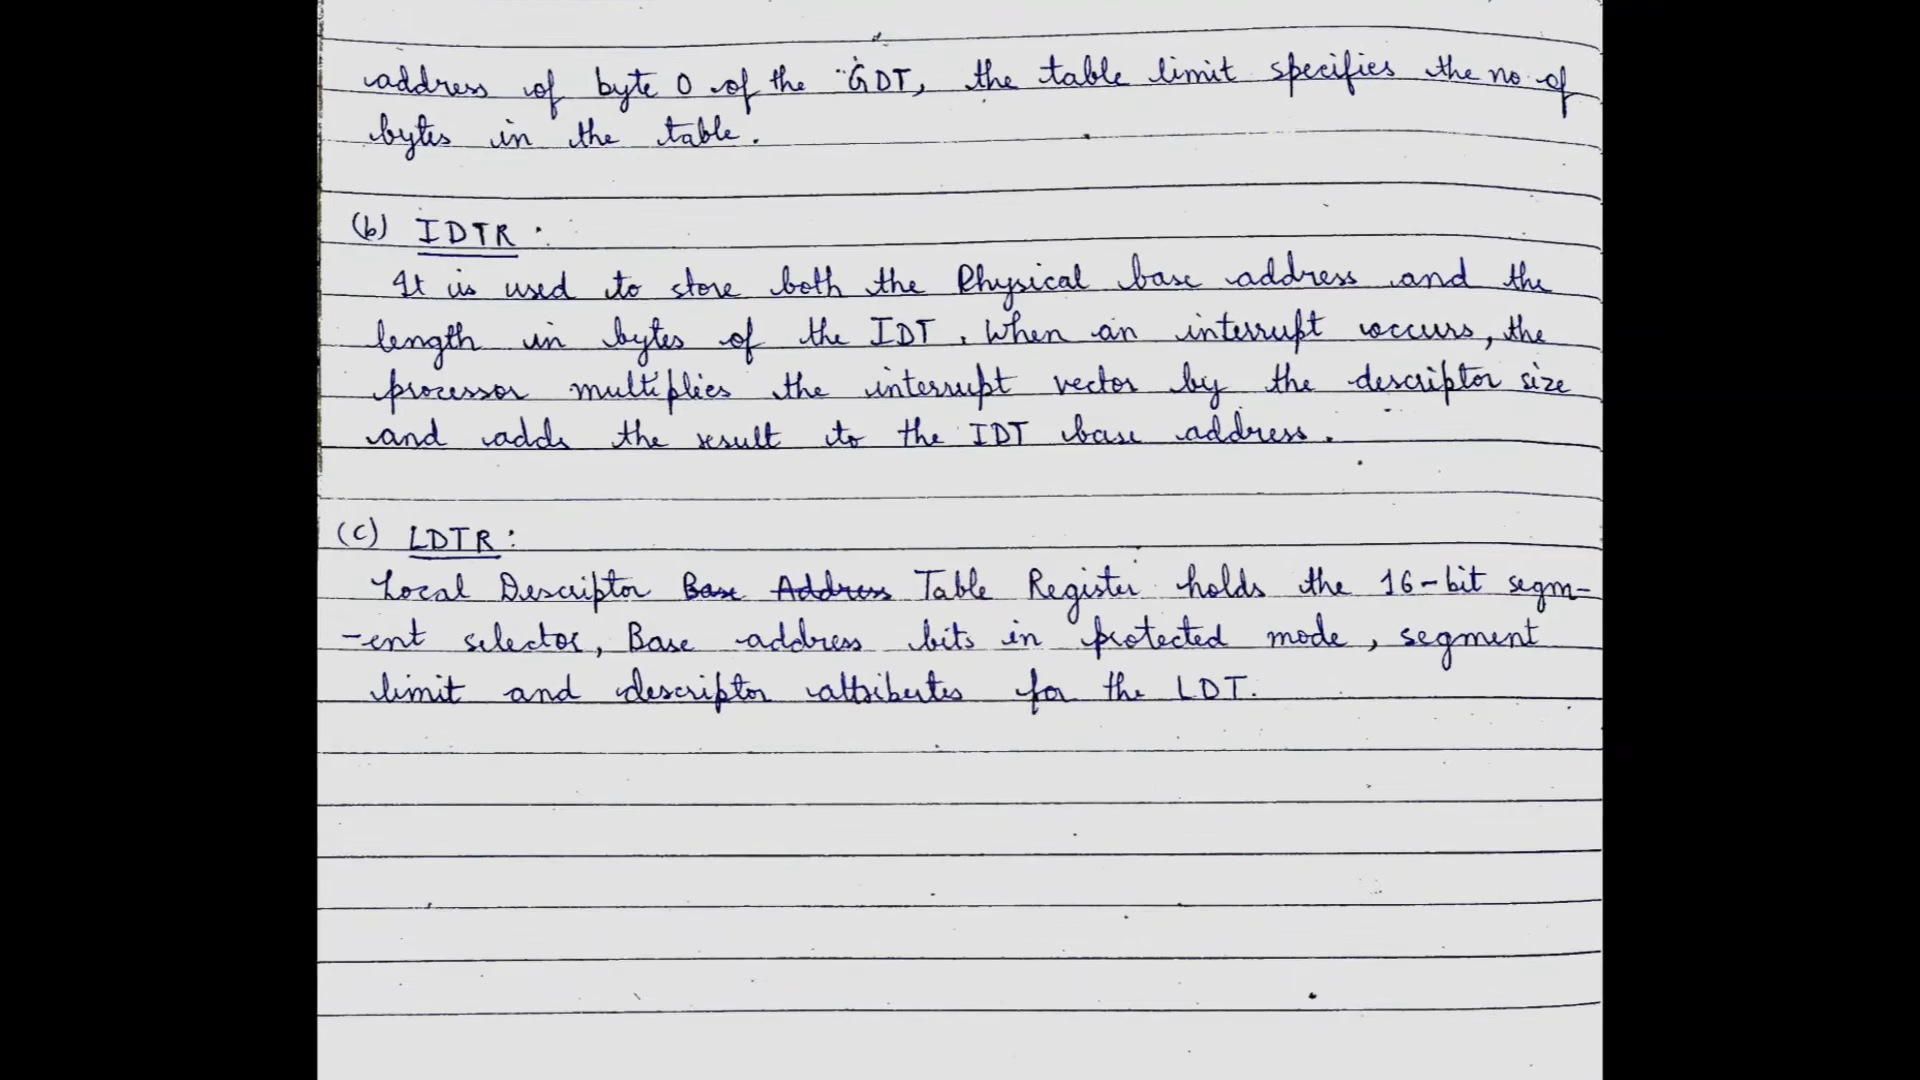 address of byte 0 of the GDT, the table limit specifies the no. of
bytes in the table.
(b) IDTR :
It is used to store both the Physical base address and the
length in bytes of the IDT. When an interrupt occurs, the
processor multiplies the interrupt vector by the descriptor size
and adds the result to the IDT base address.
(c) LDTR :
Local Descriptor Base Address Table Register holds the 16-bit segm-
-ent selector, Base address bits in protected mode, segment
limit and descriptor attributes for the LDT.